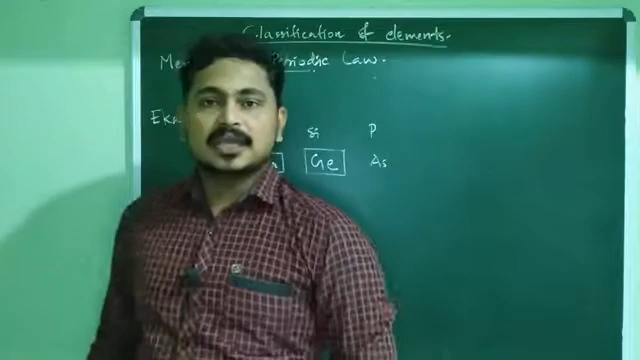 Classification of elements.
Periodic Law.
Si P
Ge As